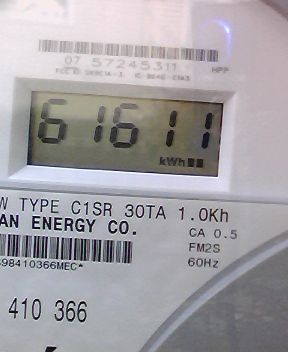 07 57245311
HPP
61611
kWh
W TYPE C1SR 30TA 1.0Kh
AN ENERGY CO.
CA 0.5
FM2S
60Hz
98410366MEC*
410 366